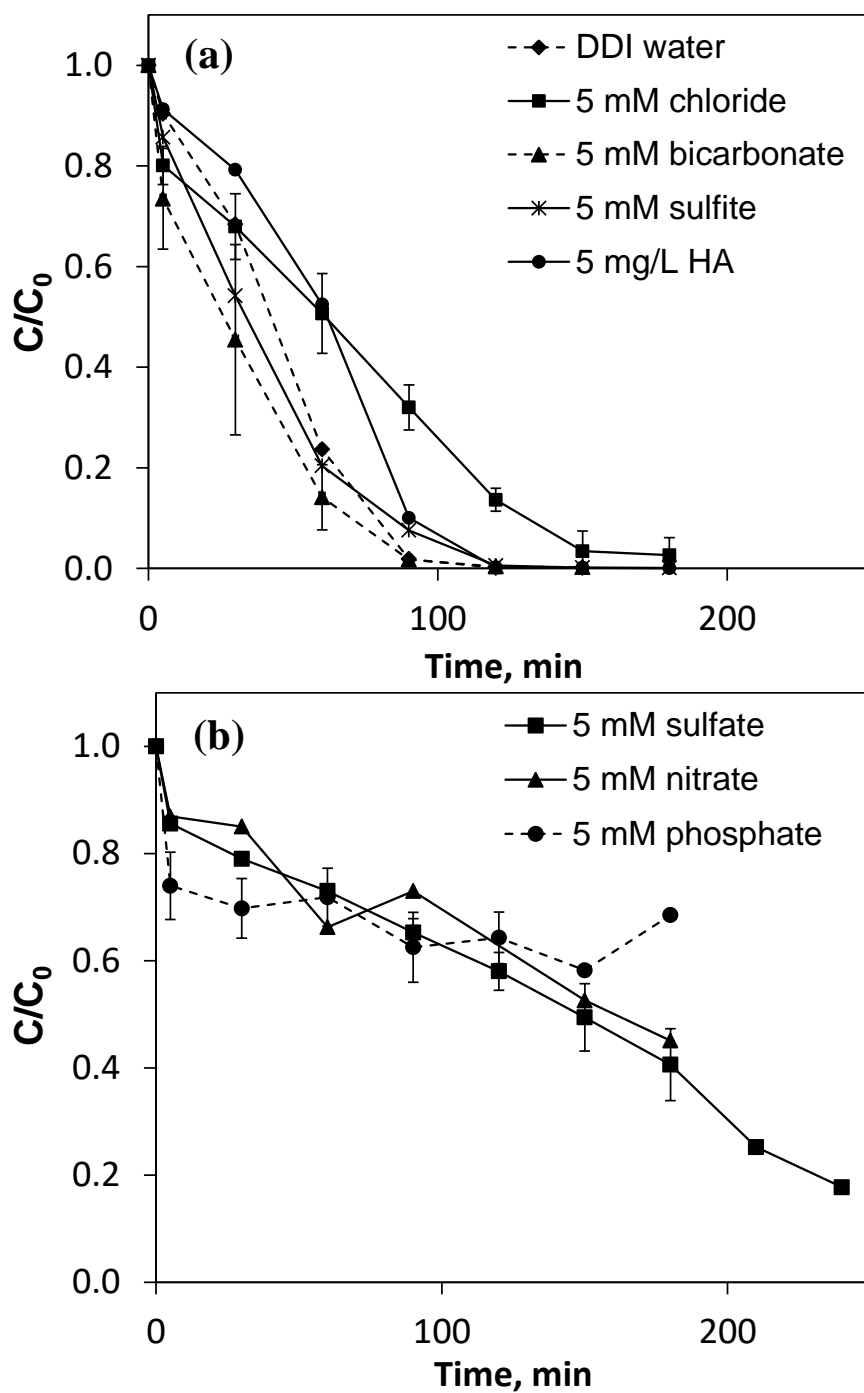 (a)
DDI water
5 mM chloride
5 mM bicarbonate
5 mM sulfite
5 mg/L HA
1.0
0.8
0.6
0.4
0.2
0.0
C/C0
0 100 200
Time, min
(b)
5 mM sulfate
5 mM nitrate
5 mM phosphate
1.0
0.8
0.6
0.4
0.2
0.0
C/C0
0 100 200
Time, min